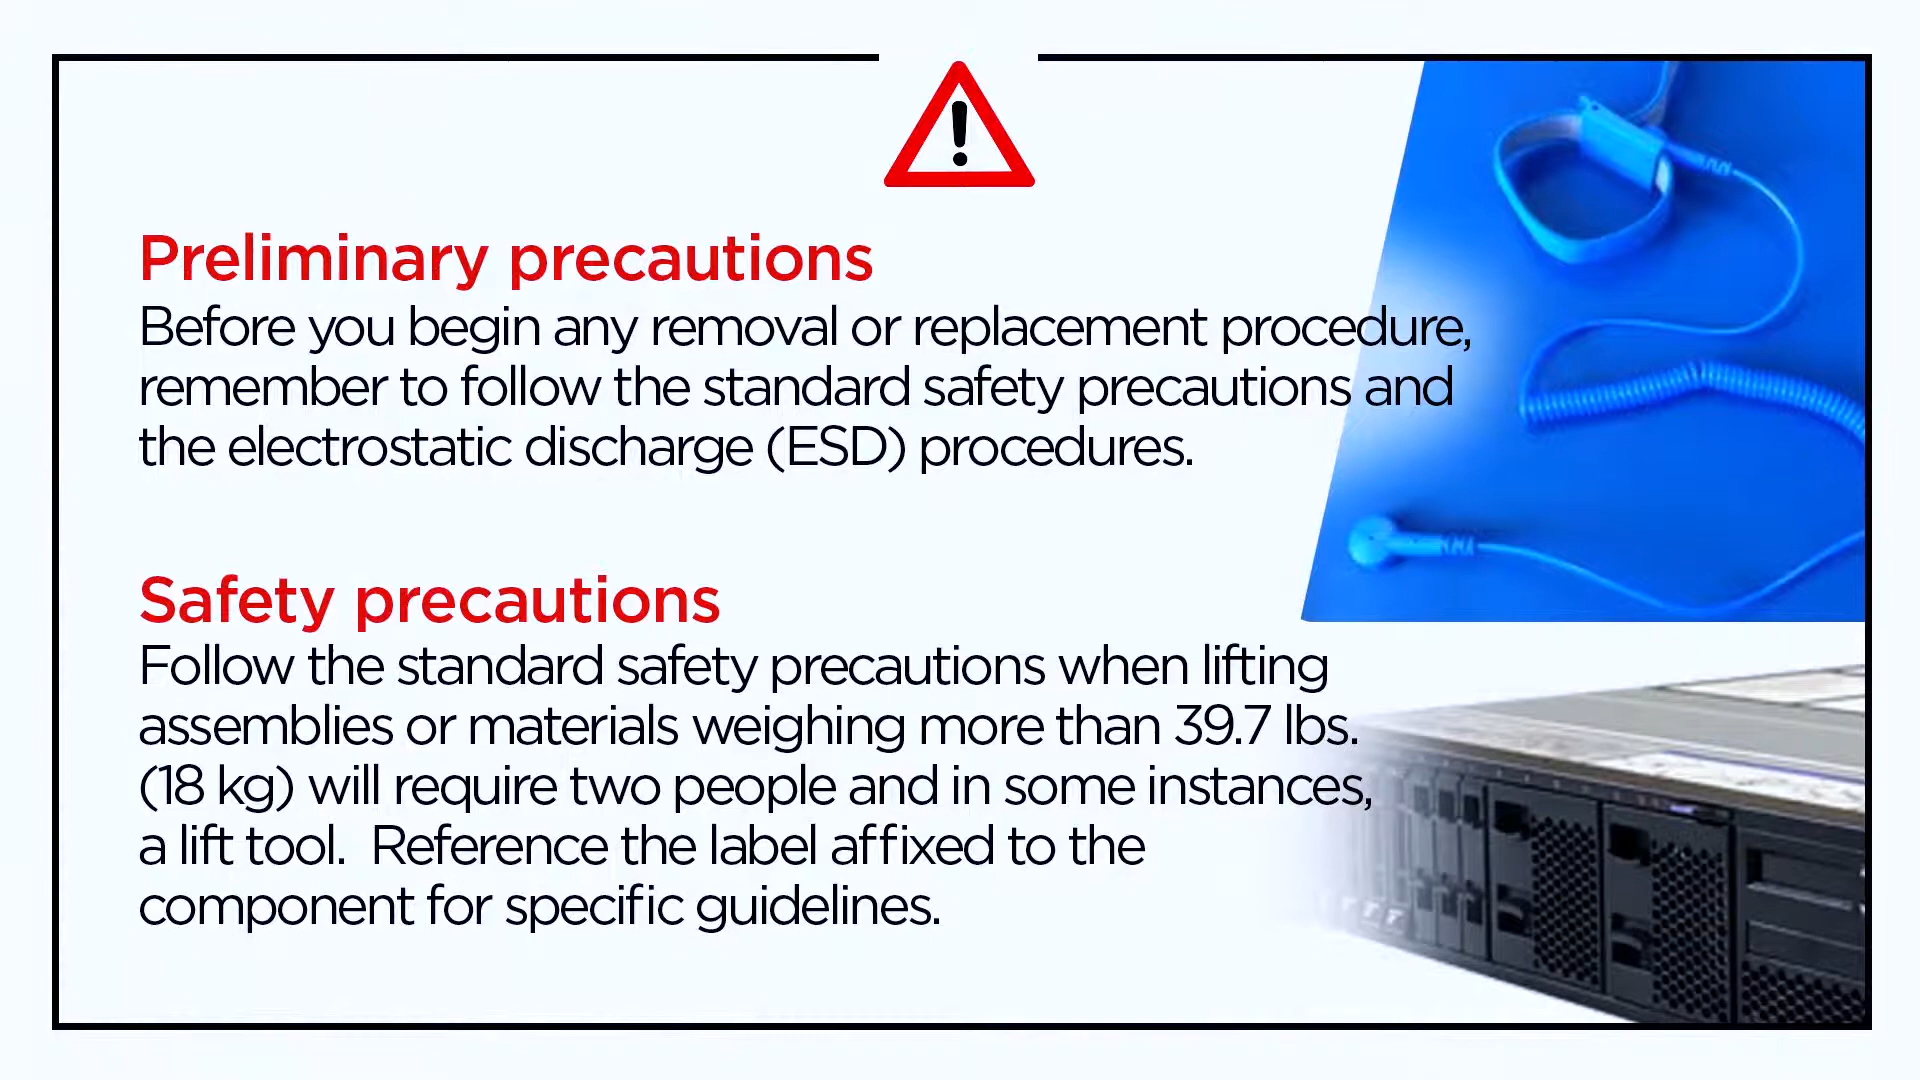 Preliminary precautions
Before you begin any removal or replacement procedure,
remember to follow the standard safety precautions and
the electrostatic discharge (ESD) procedures.
Safety precautions
Follow the standard safety precautions when lifting
assemblies or materials weighing more than 39.7 lbs.
(18 kg) will require two people and in some instances,
a lift tool.  Reference the label affixed to the
component for specific guidelines.